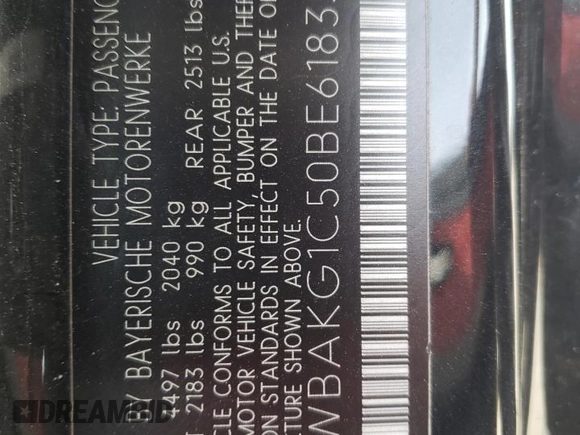 VEHICLE TYPE: PASSENG
BY BAYERISCHE MOTORENWERKE
4497 lbs 2040 kg
2183 lbs 990 kg REAR 2513 lbs
CLE CONFORMS TO ALL APPLICABLE U.S.
MOTOR VEHICLE SAFETY, BUMPER AND THEF
ON STANDARDS IN EFFECT ON THE DATE OF
CTURE SHOWN ABOVE.
WBAKG1C50BE6183
DREAMBID